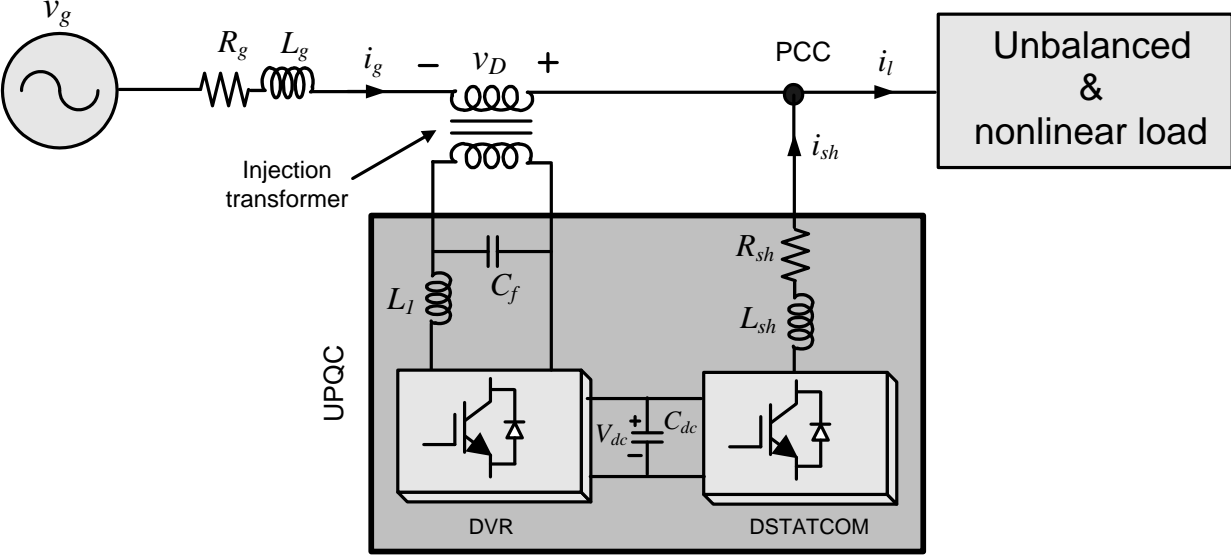 v_g
R_g
L_g
i_g
− v_D +
PCC
i_l
Unbalanced
&
nonlinear load
Injection
transformer
i_sh
R_sh
L_sh
L_1
C_f
UPQC
V_dc
+
−
C_dc
DVR
DSTATCOM